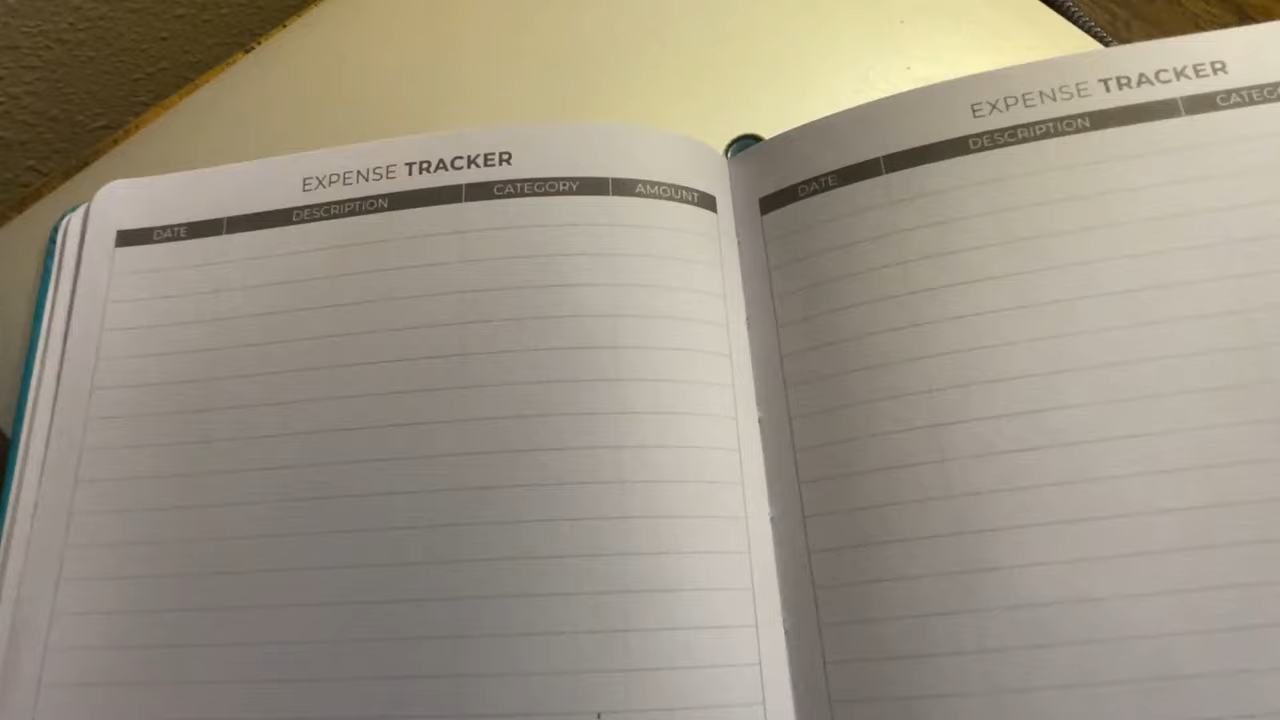 EXPENSE TRACKER
DATE DESCRIPTION CATEGORY AMOUNT
EXPENSE TRACKER
DATE DESCRIPTION